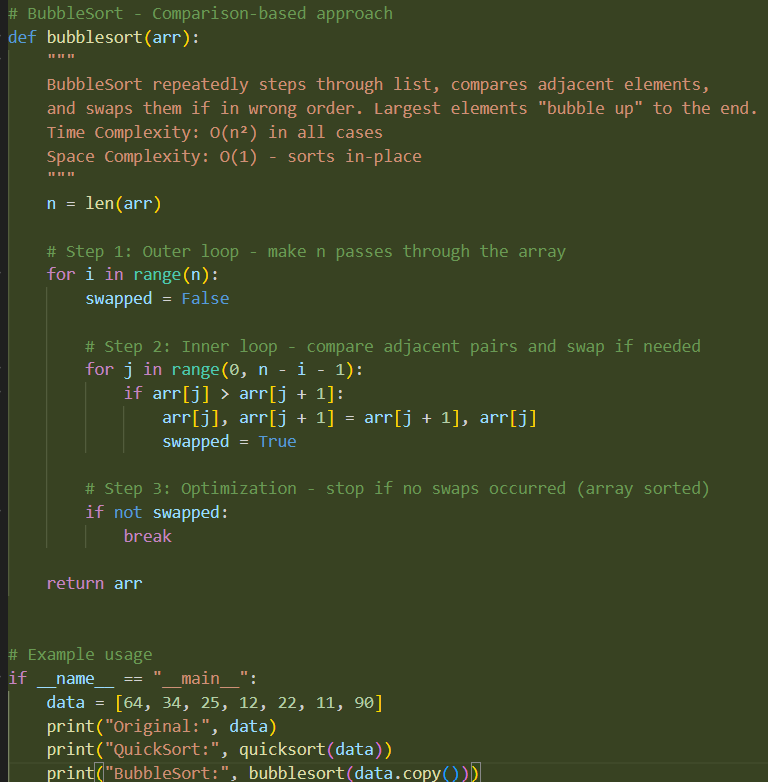 # BubbleSort - Comparison-based approach
def bubblesort(arr):
    """
    BubbleSort repeatedly steps through list, compares adjacent elements,
    and swaps them if in wrong order. Largest elements "bubble up" to the end.
    Time Complexity: O(n²) in all cases
    Space Complexity: O(1) - sorts in-place
    """
    n = len(arr)

    # Step 1: Outer loop - make n passes through the array
    for i in range(n):
        swapped = False

        # Step 2: Inner loop - compare adjacent pairs and swap if needed
        for j in range(0, n - i - 1):
            if arr[j] > arr[j + 1]:
                arr[j], arr[j + 1] = arr[j + 1], arr[j]
                swapped = True

        # Step 3: Optimization - stop if no swaps occurred (array sorted)
        if not swapped:
            break

    return arr


# Example usage
if __name__ == "__main__":
    data = [64, 34, 25, 12, 22, 11, 90]
    print("Original:", data)
    print("QuickSort:", quicksort(data))
    print("BubbleSort:", bubblesort(data.copy()))